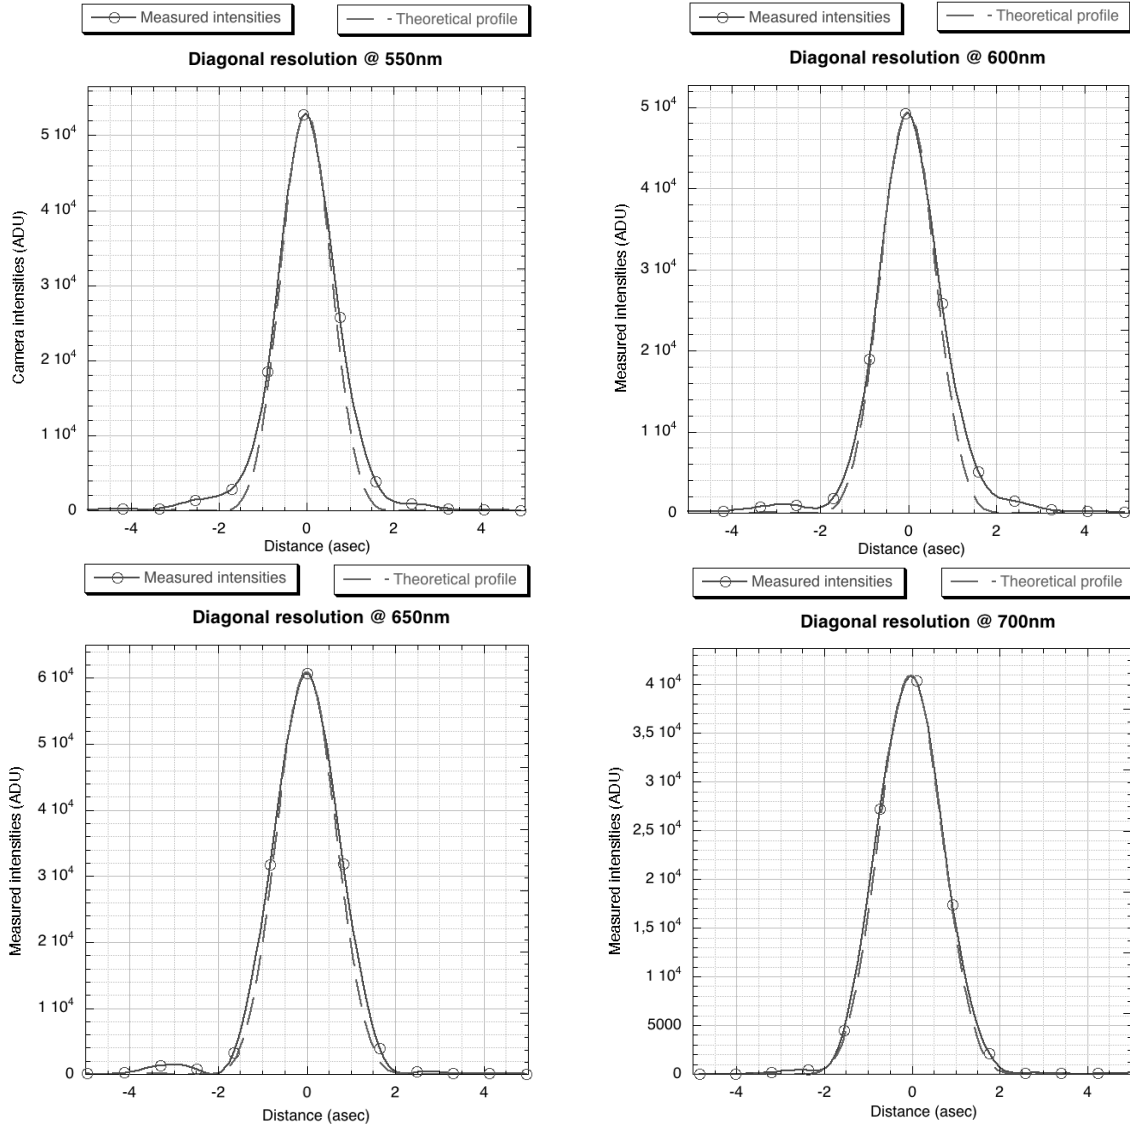 Measured intensities
- Theoretical profile
Diagonal resolution @ 550nm
Camera intensities (ADU)
5 10⁴
4 10⁴
3 10⁴
2 10⁴
1 10⁴
0
-4 -2 0 2 4
Distance (asec)
Measured intensities
- Theoretical profile
Diagonal resolution @ 600nm
Measured intensities (ADU)
5 10⁴
4 10⁴
3 10⁴
2 10⁴
1 10⁴
0
-4 -2 0 2 4
Distance (asec)
Measured intensities
- Theoretical profile
Diagonal resolution @ 650nm
Measured intensities (ADU)
6 10⁴
5 10⁴
4 10⁴
3 10⁴
2 10⁴
1 10⁴
0
-4 -2 0 2 4
Distance (asec)
Measured intensities
- Theoretical profile
Diagonal resolution @ 700nm
Measured intensities (ADU)
4 10⁴
3,5 10⁴
3 10⁴
2,5 10⁴
2 10⁴
1,5 10⁴
1 10⁴
5000
0
-4 -2 0 2 4
Distance (asec)